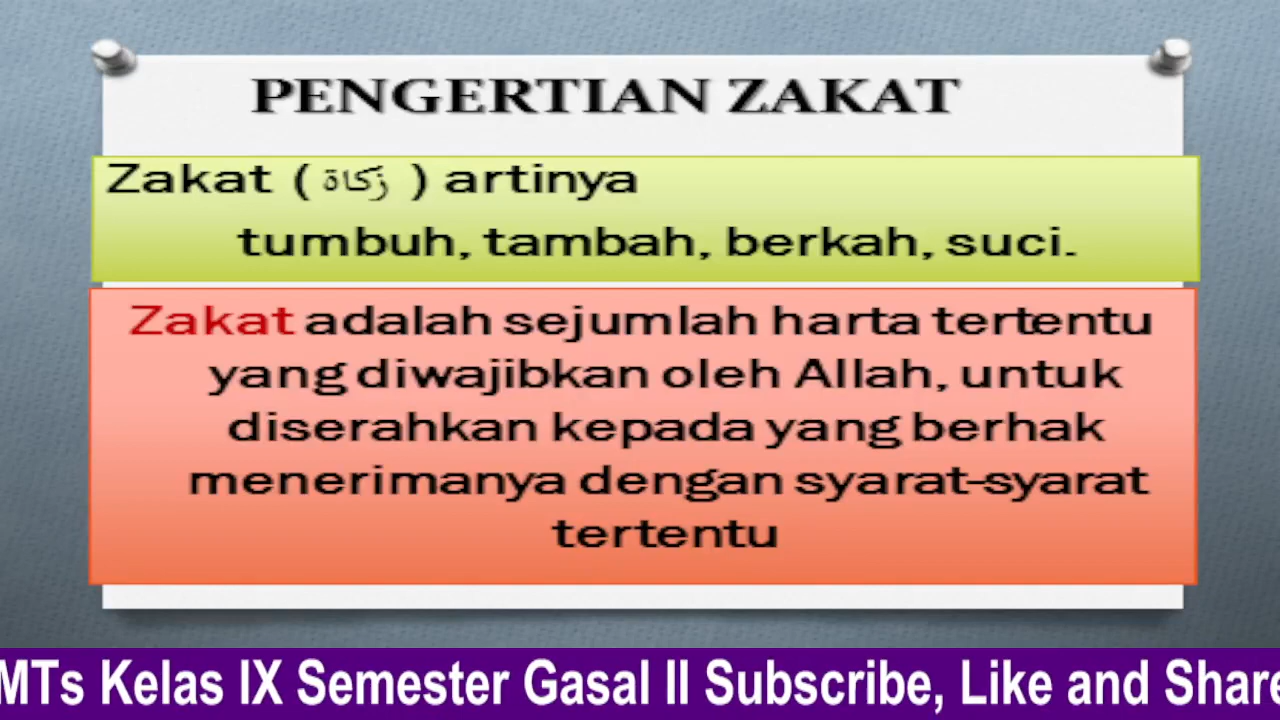 PENGERTIAN ZAKAT
Zakat ( زكاة ) artinya
tumbuh, tambah, berkah, suci.
Zakat adalah sejumlah harta tertentu
yang diwajibkan oleh Allah, untuk
diserahkan kepada yang berhak
menerimanya dengan syarat-syarat
tertentu
MTs Kelas IX Semester Gasal II Subscribe, Like and Share